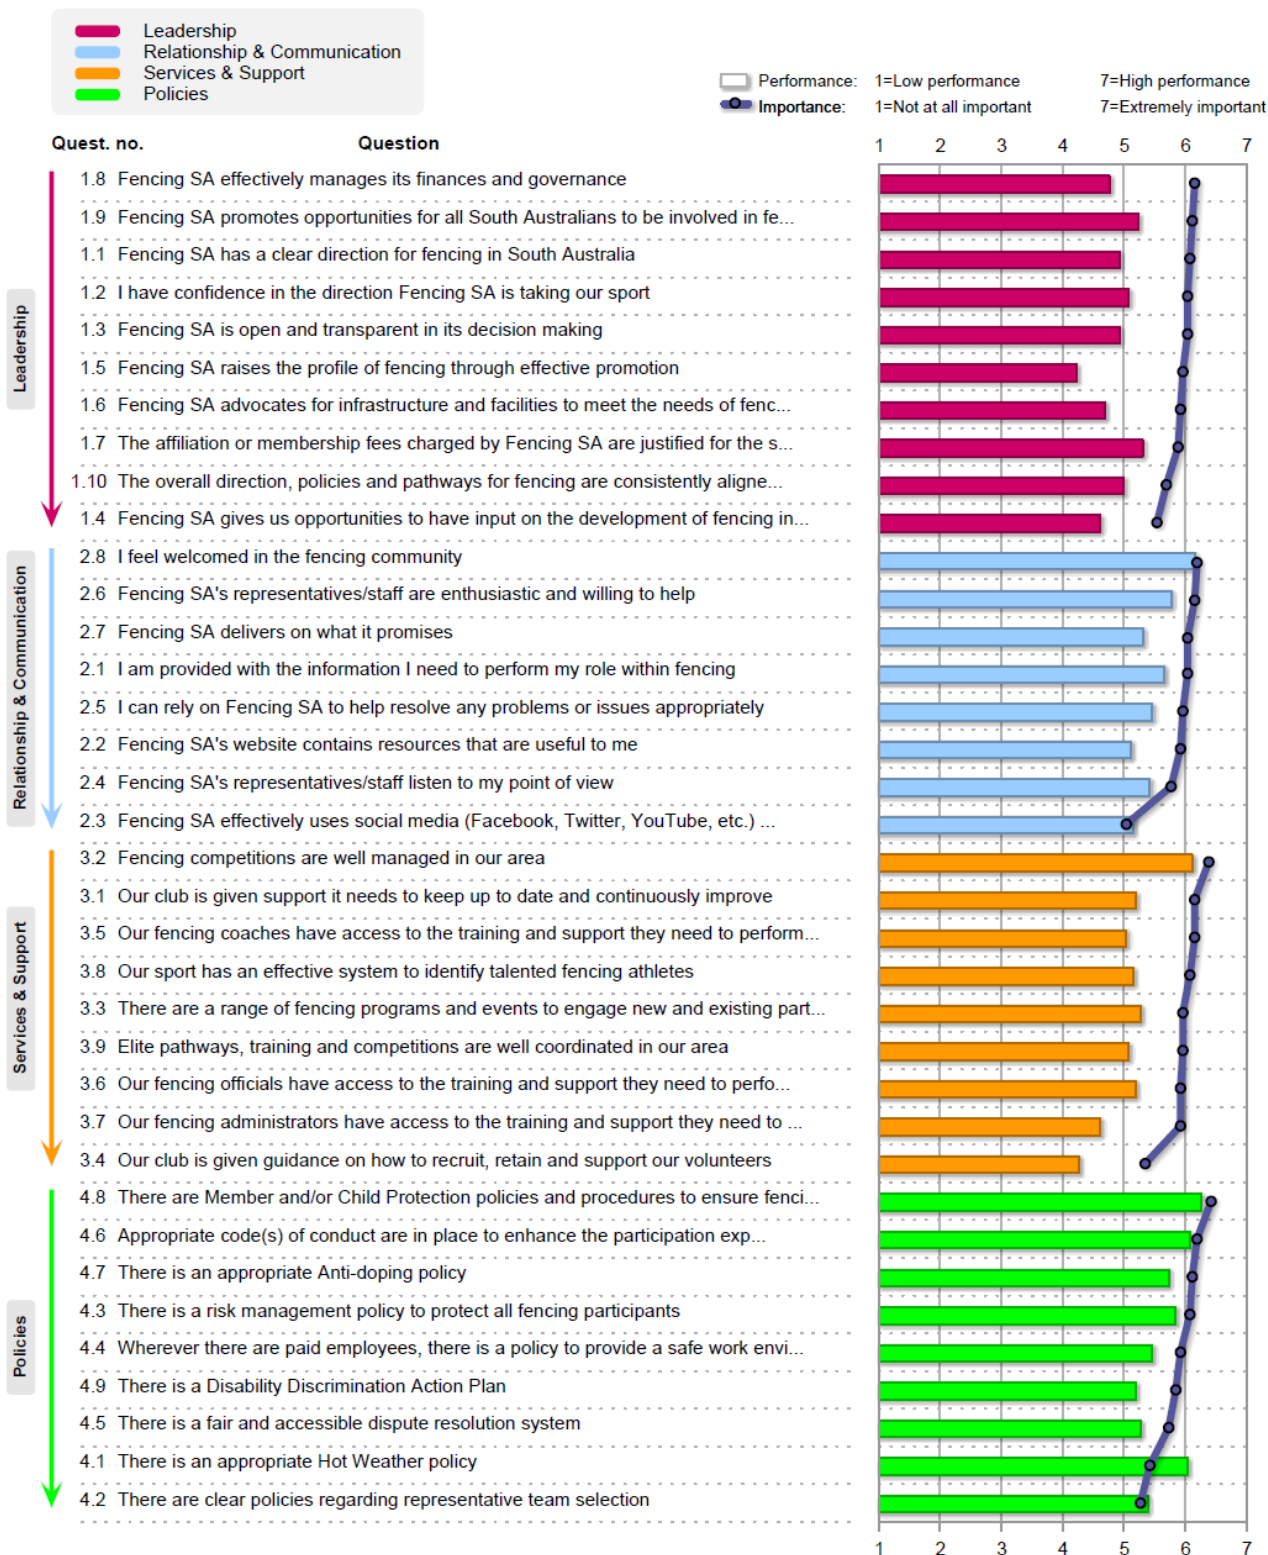 Leadership
Relationship & Communication
Services & Support
Policies
Performance: 1=Low performance 7=High performance
Importance: 1=Not at all important 7=Extremely important
Quest. no. Question 1 2 3 4 5 6 7
Leadership
1.8 Fencing SA effectively manages its finances and governance
1.9 Fencing SA promotes opportunities for all South Australians to be involved in fe...
1.1 Fencing SA has a clear direction for fencing in South Australia
1.2 I have confidence in the direction Fencing SA is taking our sport
1.3 Fencing SA is open and transparent in its decision making
1.5 Fencing SA raises the profile of fencing through effective promotion
1.6 Fencing SA advocates for infrastructure and facilities to meet the needs of fenc...
1.7 The affiliation or membership fees charged by Fencing SA are justified for the s...
1.10 The overall direction, policies and pathways for fencing are consistently aligne...
1.4 Fencing SA gives us opportunities to have input on the development of fencing in...
Relationship & Communication
2.8 I feel welcomed in the fencing community
2.6 Fencing SA's representatives/staff are enthusiastic and willing to help
2.7 Fencing SA delivers on what it promises
2.1 I am provided with the information I need to perform my role within fencing
2.5 I can rely on Fencing SA to help resolve any problems or issues appropriately
2.2 Fencing SA's website contains resources that are useful to me
2.4 Fencing SA's representatives/staff listen to my point of view
2.3 Fencing SA effectively uses social media (Facebook, Twitter, YouTube, etc.) ...
Services & Support
3.2 Fencing competitions are well managed in our area
3.1 Our club is given support it needs to keep up to date and continuously improve
3.5 Our fencing coaches have access to the training and support they need to perform...
3.8 Our sport has an effective system to identify talented fencing athletes
3.3 There are a range of fencing programs and events to engage new and existing part...
3.9 Elite pathways, training and competitions are well coordinated in our area
3.6 Our fencing officials have access to the training and support they need to perfo...
3.7 Our fencing administrators have access to the training and support they need to ...
3.4 Our club is given guidance on how to recruit, retain and support our volunteers
Policies
4.8 There are Member and/or Child Protection policies and procedures to ensure fenci...
4.6 Appropriate code(s) of conduct are in place to enhance the participation exp...
4.7 There is an appropriate Anti-doping policy
4.3 There is a risk management policy to protect all fencing participants
4.4 Wherever there are paid employees, there is a policy to provide a safe work envi...
4.9 There is a Disability Discrimination Action Plan
4.5 There is a fair and accessible dispute resolution system
4.1 There is an appropriate Hot Weather policy
4.2 There are clear policies regarding representative team selection
1 2 3 4 5 6 7